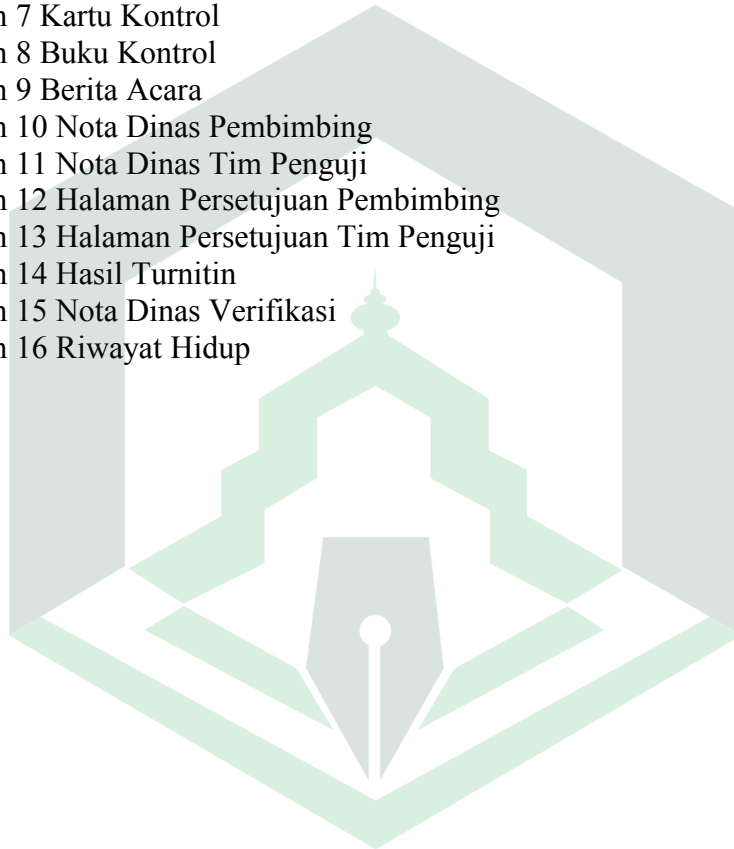 n 7 Kartu Kontrol
n 8 Buku Kontrol
n 9 Berita Acara
n 10 Nota Dinas Pembimbing
n 11 Nota Dinas Tim Penguji
n 12 Halaman Persetujuan Pembimbing
n 13 Halaman Persetujuan Tim Penguji
n 14 Hasil Turnitin
n 15 Nota Dinas Verifikasi
n 16 Riwayat Hidup